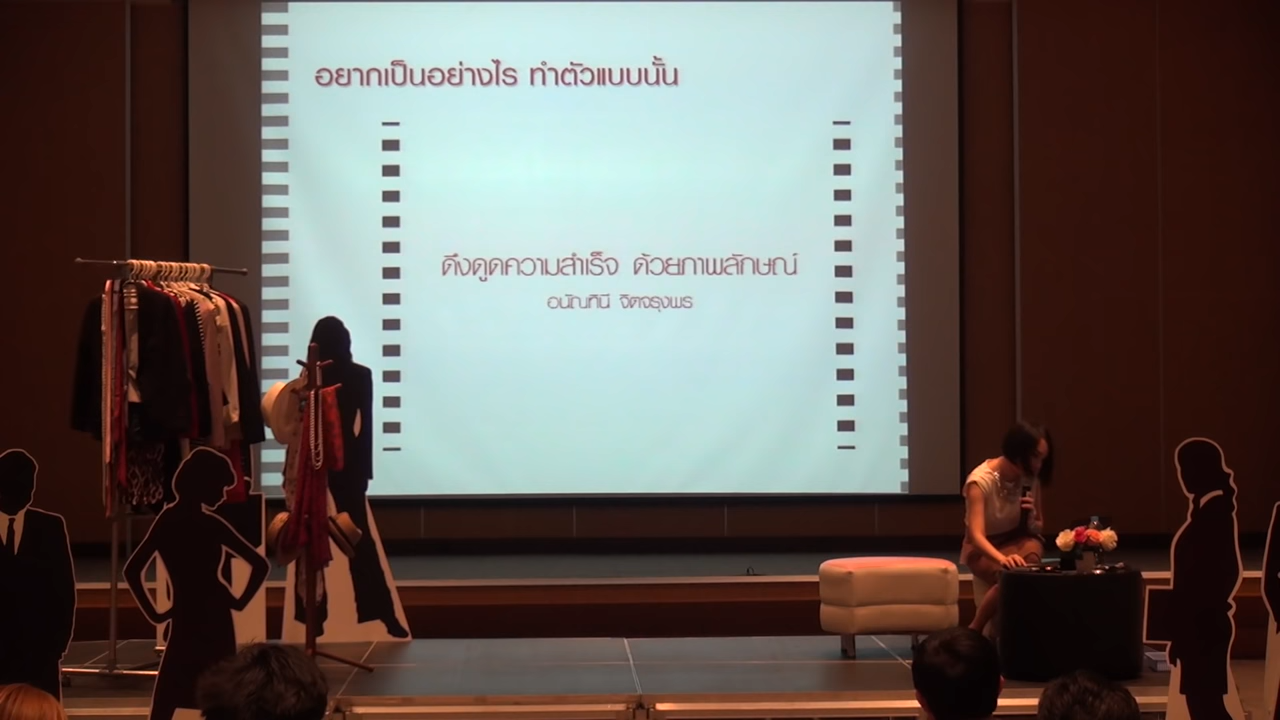 อยากเป็นอย่างไร ทำตัวแบบนั้น
ดึงดูดความสำเร็จ ด้วยภาพลักษณ์
อนัณทินี จิตจรุงพร